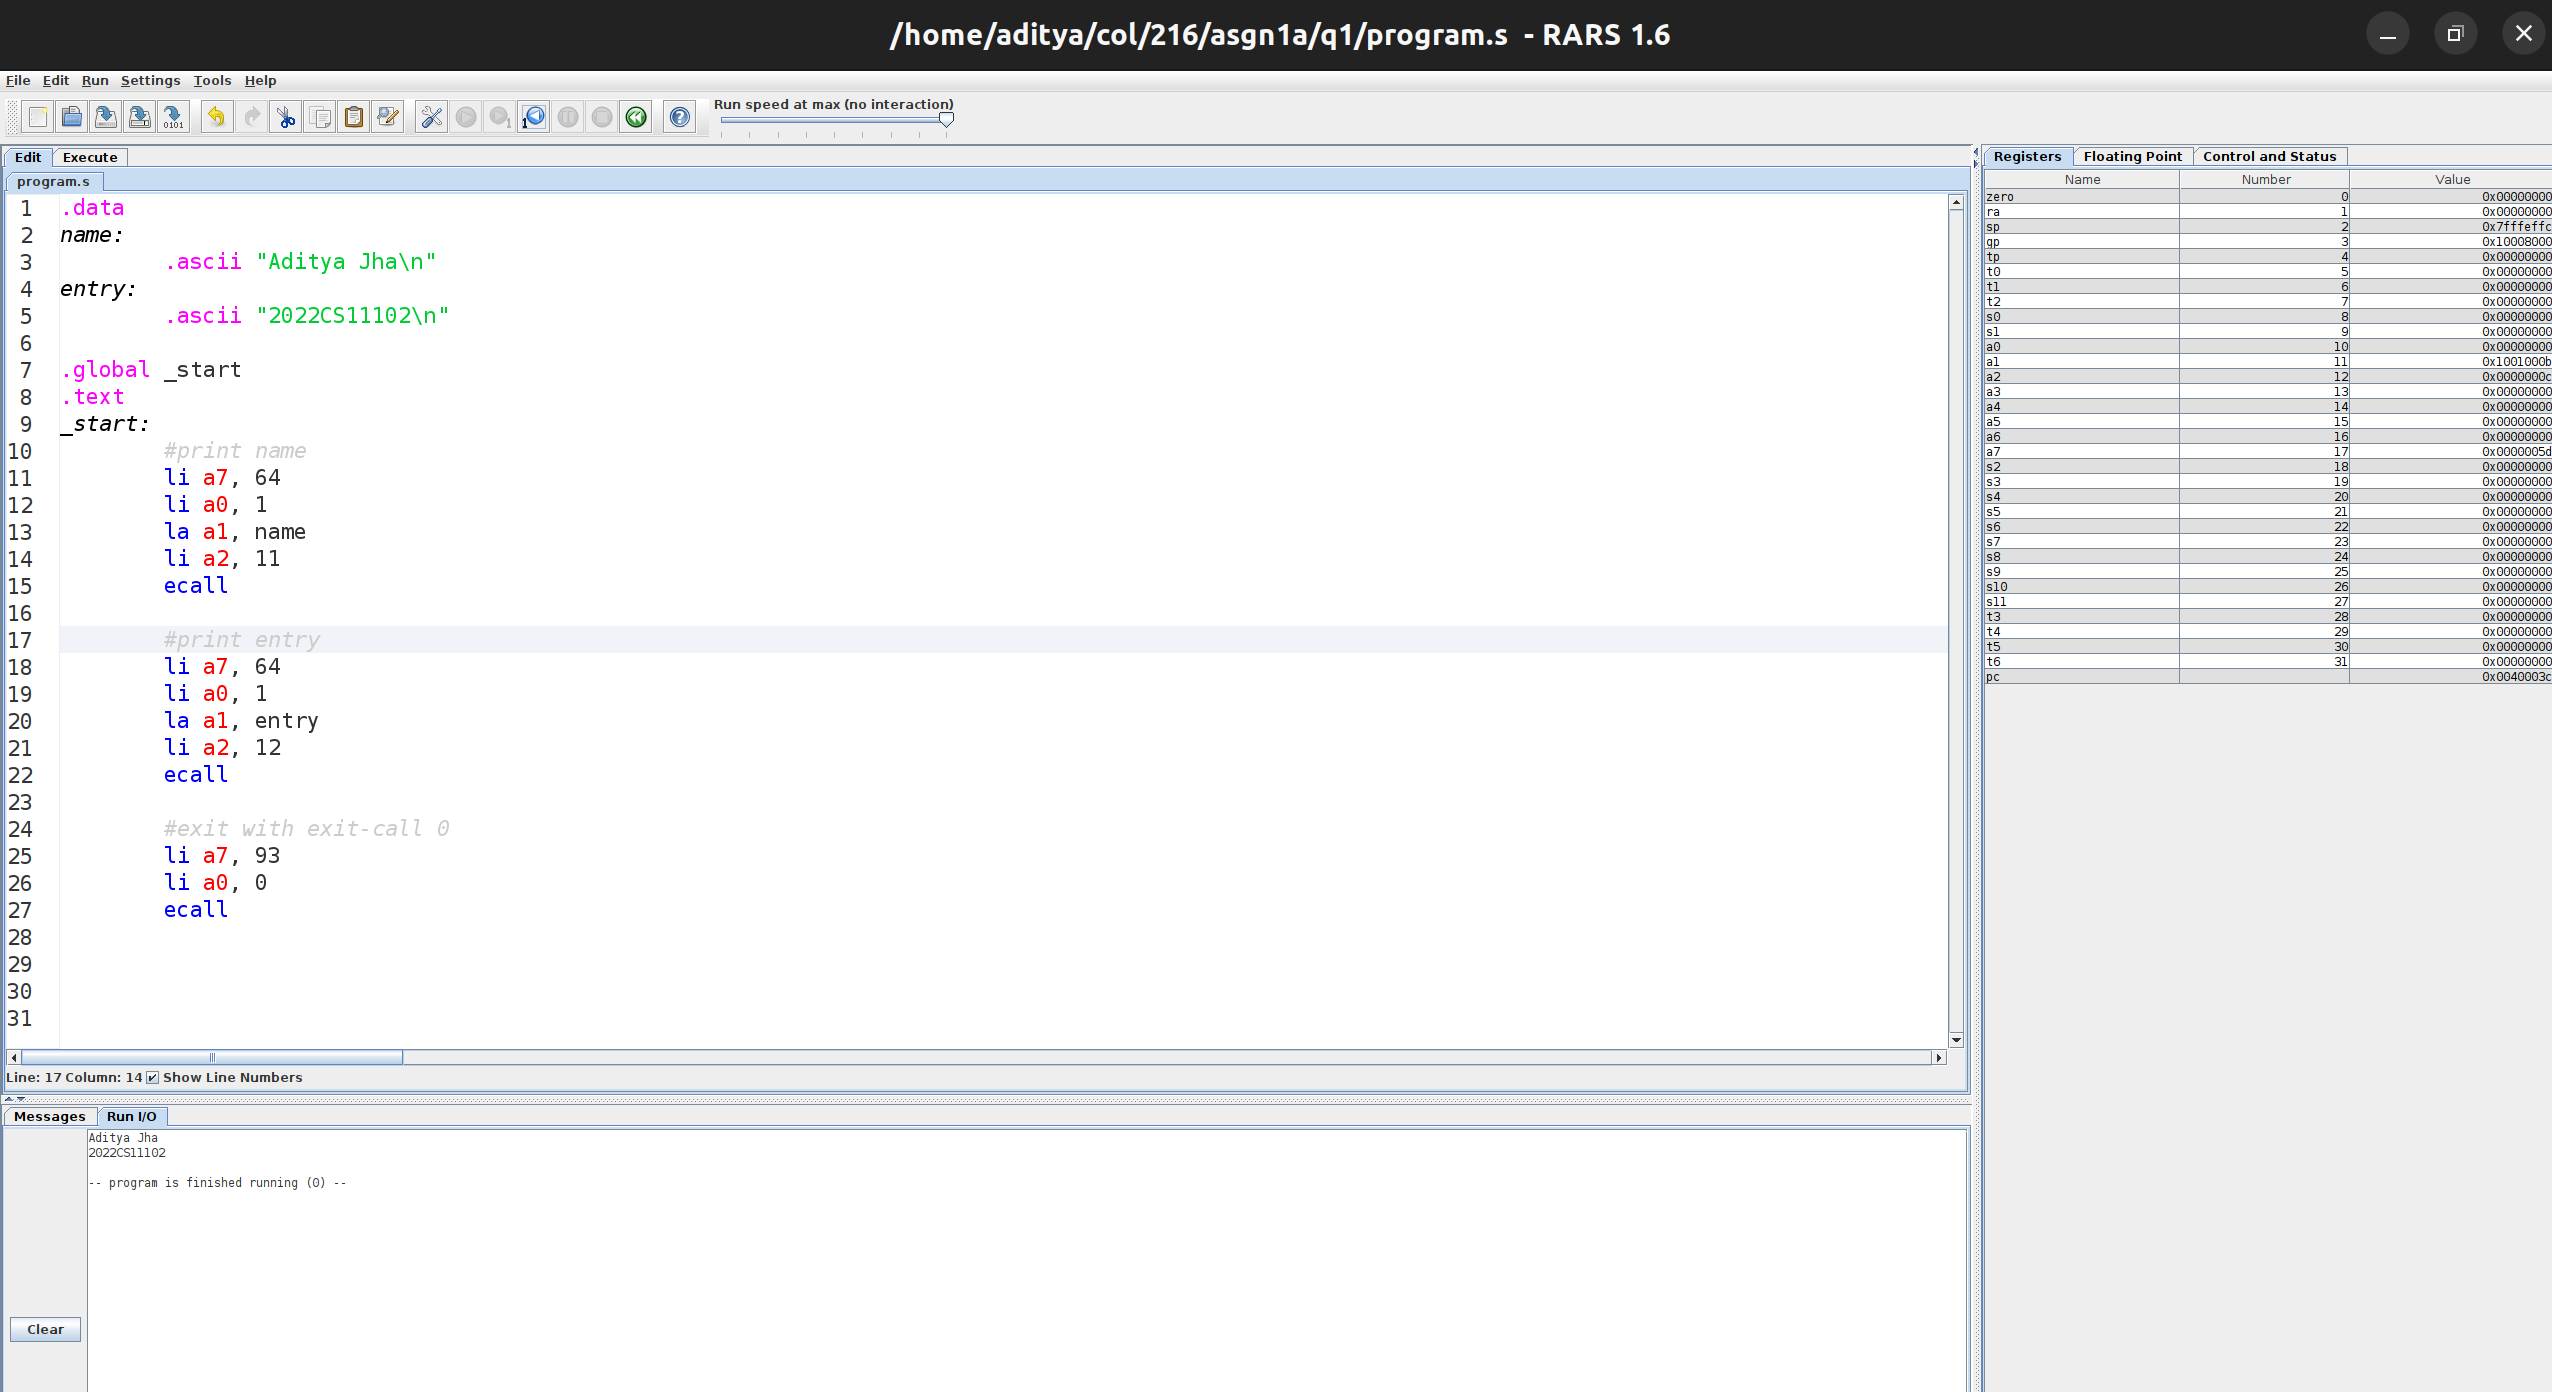 /home/aditya/col/216/asgn1a/q1/program.s - RARS 1.6
File Edit Run Settings Tools Help
Run speed at max (no interaction)
Edit Execute
program.s
1 .data
2 name:
3 .ascii "Aditya Jha\n"
4 entry:
5 .ascii "2022CS11102\n"
6
7 .global _start
8 .text
9 _start:
10 #print name
11 li a7, 64
12 li a0, 1
13 la a1, name
14 li a2, 11
15 ecall
16
17 #print entry
18 li a7, 64
19 li a0, 1
20 la a1, entry
21 li a2, 12
22 ecall
23
24 #exit with exit-call 0
25 li a7, 93
26 li a0, 0
27 ecall
28
29
30
31
Line: 17 Column: 14 Show Line Numbers
Messages Run I/O
Aditya Jha
2022CS11102
-- program is finished running (0) --
Clear
Registers Floating Point Control and Status
Name Number Value
zero 0 0x00000000
ra 1 0x00000000
sp 2 0x7fffeffc
gp 3 0x10008000
tp 4 0x00000000
t0 5 0x00000000
t1 6 0x00000000
t2 7 0x00000000
s0 8 0x00000000
s1 9 0x00000000
a0 10 0x00000000
a1 11 0x1001000b
a2 12 0x0000000c
a3 13 0x00000000
a4 14 0x00000000
a5 15 0x00000000
a6 16 0x00000000
a7 17 0x0000005d
s2 18 0x00000000
s3 19 0x00000000
s4 20 0x00000000
s5 21 0x00000000
s6 22 0x00000000
s7 23 0x00000000
s8 24 0x00000000
s9 25 0x00000000
s10 26 0x00000000
s11 27 0x00000000
t3 28 0x00000000
t4 29 0x00000000
t5 30 0x00000000
t6 31 0x00000000
pc 0x0040003c